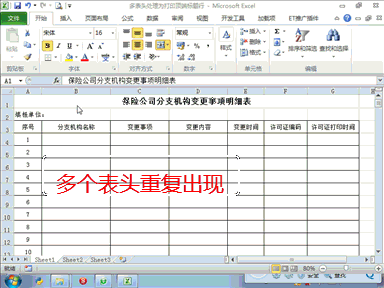 多表头处理为打印顶端标题行 - Microsoft Excel
文件 开始 插入 页面布局 公式 数据 审阅 视图 开发工具 加载项 ET推广插件
粘贴 宋体 11 样式 单元格 排序和筛选 查找和选择
剪贴板 字体 对齐方式 数字 单元格 编辑
A1 fx 保险公司分支机构变更事项明细表
A B C D E F G
1 保险公司分支机构变更事项明细表
2 填报单位:
3 序号 分支机构名称 变更事项 变更内容 变更时间 许可证编码 许可证打印时间
4 1
5 2
6 3
7 4
8 5
9 6
10 7
11 8
12 9
13 10
多个表头重复出现
Sheet1 Sheet2 Sheet3
就绪 80%